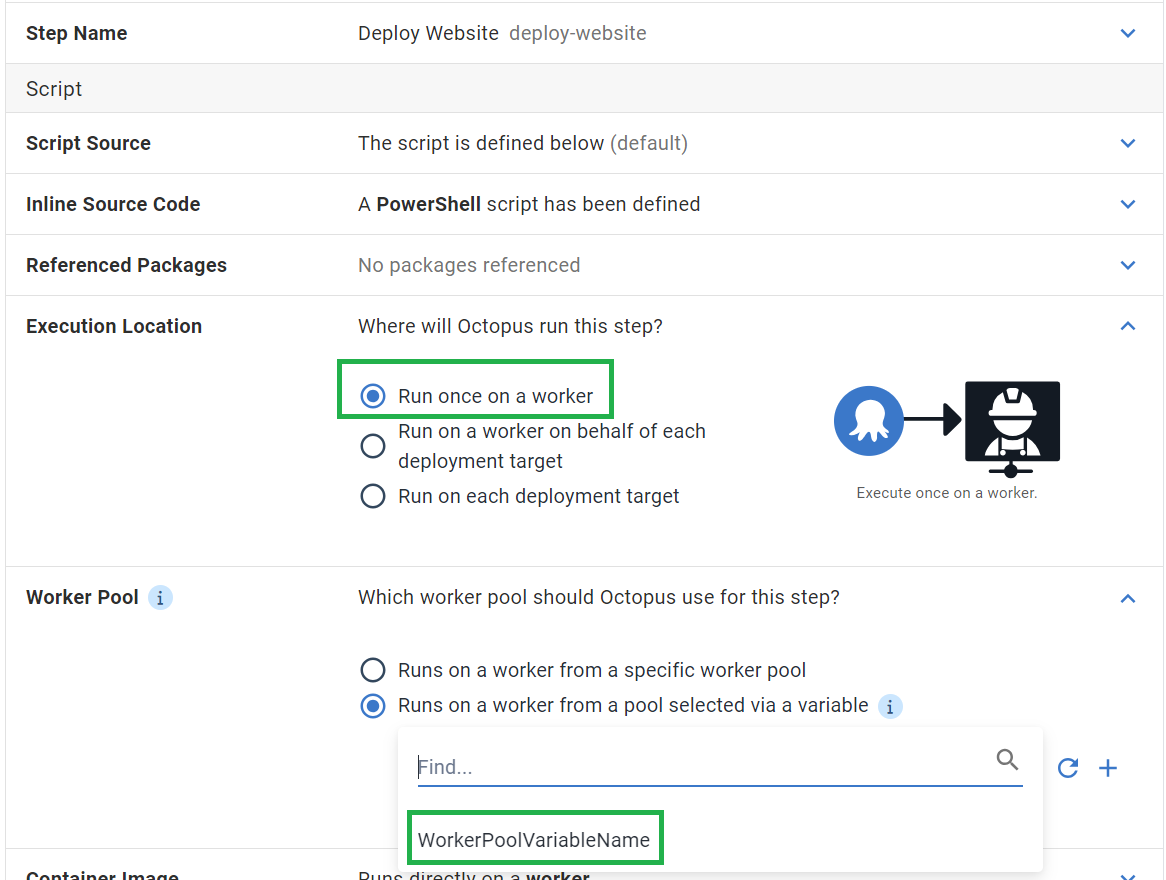 Step Name
Deploy Website deploy-website
Script
Script Source
The script is defined below (default)
Inline Source Code
A PowerShell script has been defined
Referenced Packages
No packages referenced
Execution Location
Where will Octopus run this step?
Run once on a worker
Run on a worker on behalf of each
deployment target
Run on each deployment target
Execute once on a worker.
Worker Pool i
Which worker pool should Octopus use for this step?
Runs on a worker from a specific worker pool
Runs on a worker from a pool selected via a variable i
Find...
WorkerPoolVariableName
Container Image
Runs directly on a worker